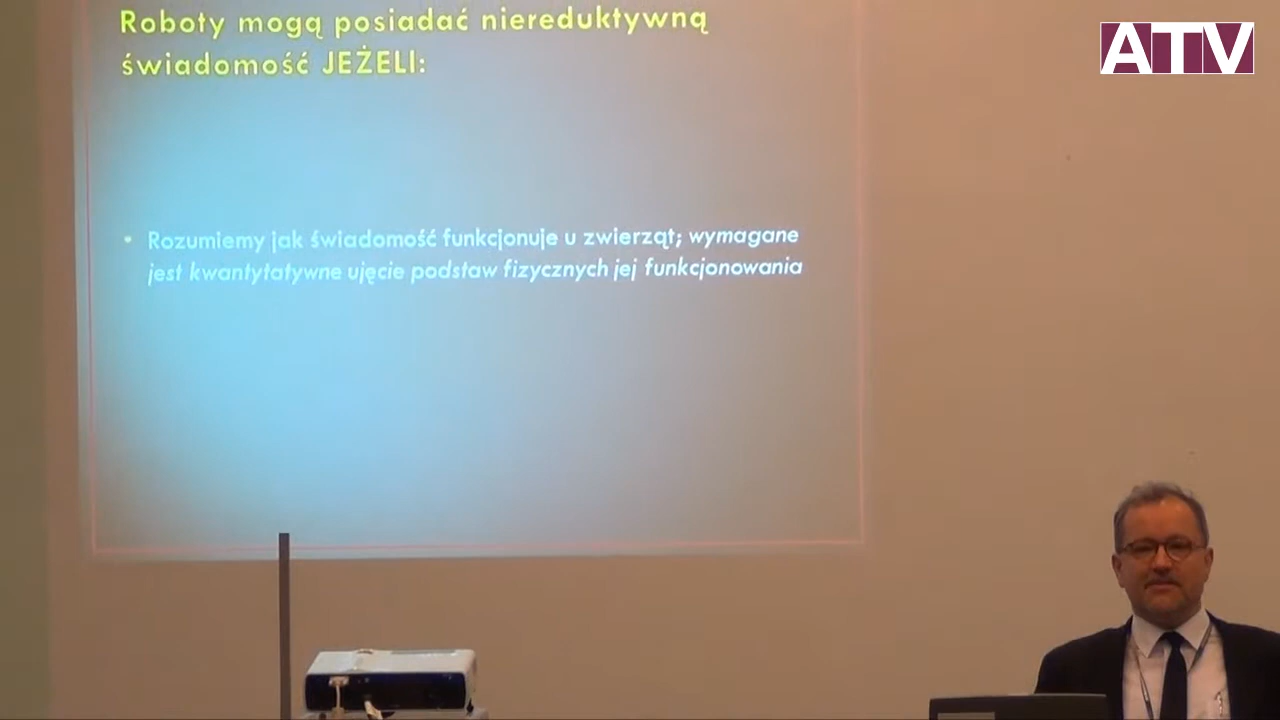 Roboty mogą posiadać niereduktywną
świadomość JEŻELI:
ATV
• Rozumiemy jak świadomość funkcjonuje u zwierząt; wymagane
jest kwantytatywne ujęcie podstaw fizycznych jej funkcjonowania